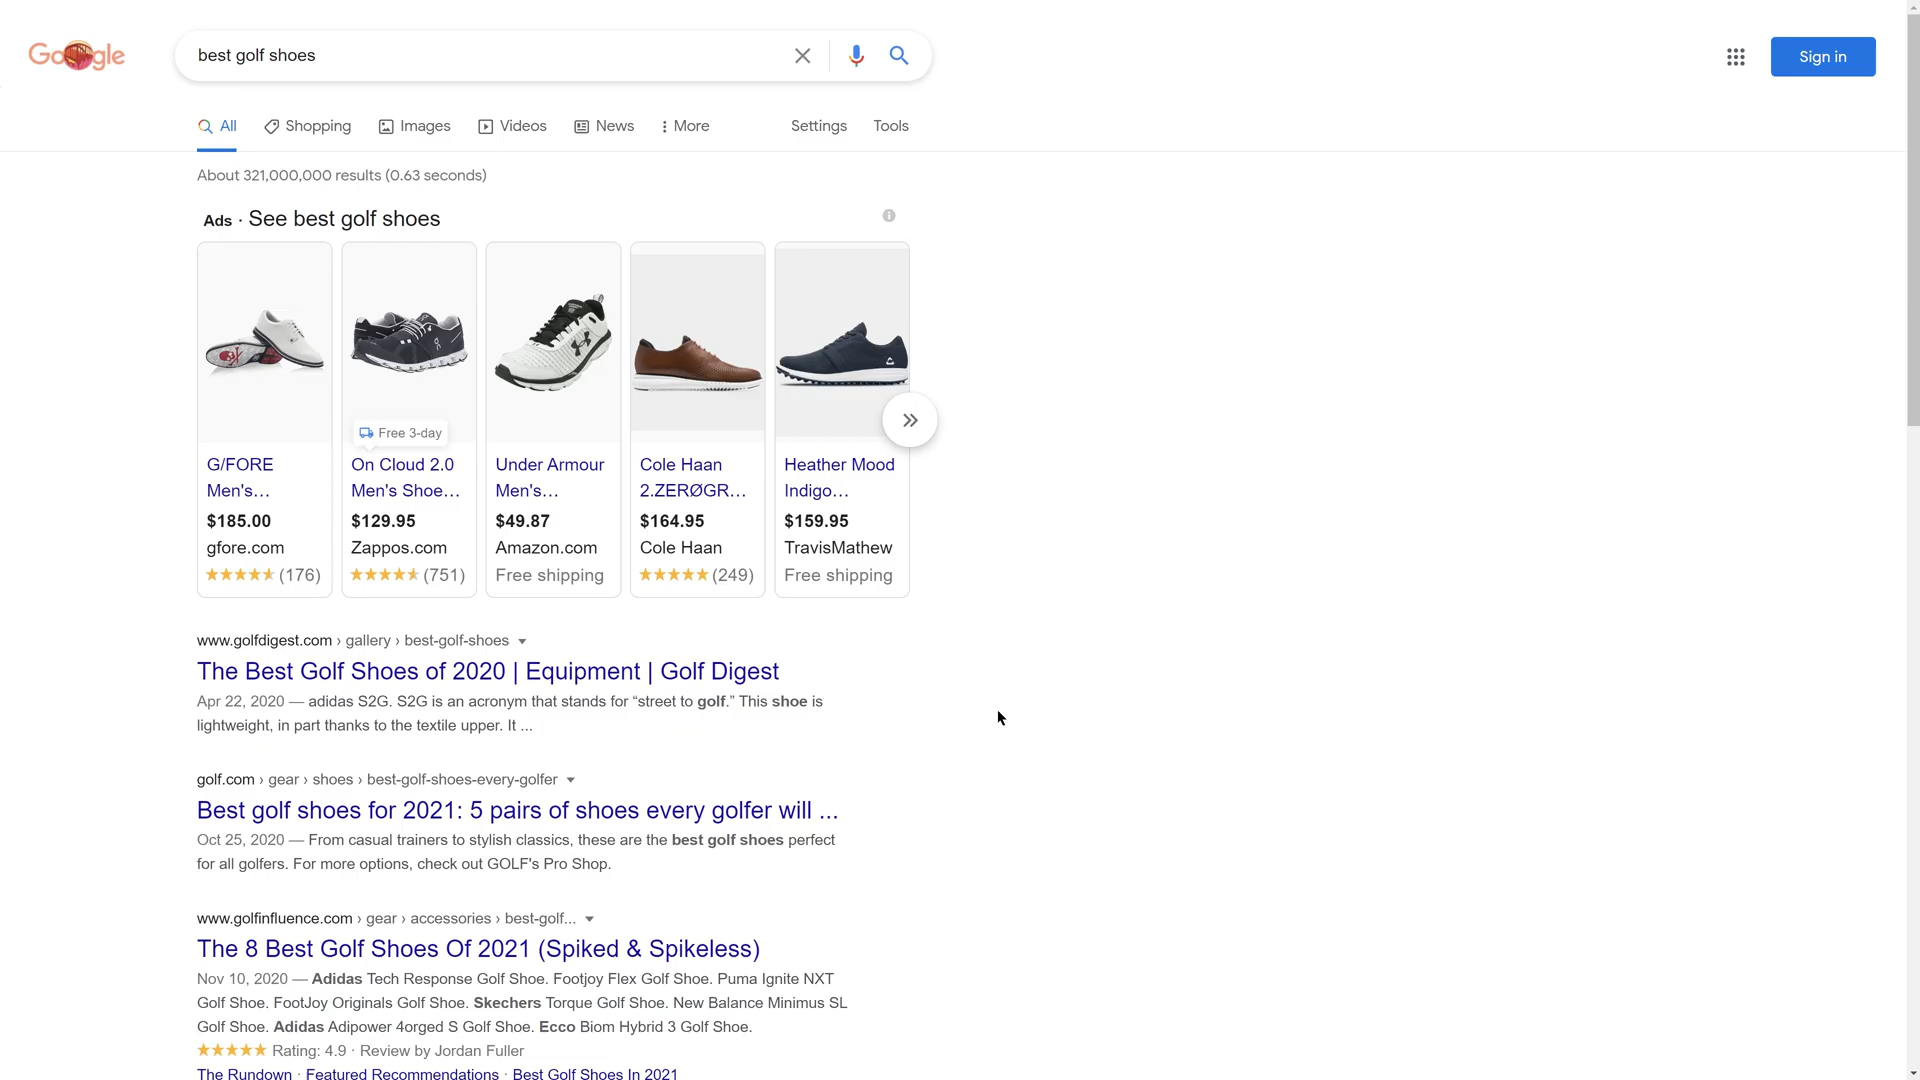 Google
best golf shoes
Sign in
All
Shopping
Images
Videos
News
More
Settings
Tools
About 321,000,000 results (0.63 seconds)
Ads · See best golf shoes
Free 3-day
G/FORE
Men's...
$185.00
gfore.com
(176)
On Cloud 2.0
Men's Shoe...
$129.95
Zappos.com
(751)
Under Armour
Men's...
$49.87
Amazon.com
Free shipping
Cole Haan
2.ZERØGR...
$164.95
Cole Haan
(249)
Heather Mood
Indigo...
$159.95
TravisMathew
Free shipping
www.golfdigest.com › gallery › best-golf-shoes
The Best Golf Shoes of 2020 | Equipment | Golf Digest
Apr 22, 2020 — adidas S2G. S2G is an acronym that stands for “street to golf.” This shoe is
lightweight, in part thanks to the textile upper. It ...
golf.com › gear › shoes › best-golf-shoes-every-golfer
Best golf shoes for 2021: 5 pairs of shoes every golfer will ...
Oct 25, 2020 — From casual trainers to stylish classics, these are the best golf shoes perfect
for all golfers. For more options, check out GOLF's Pro Shop.
www.golfinfluence.com › gear › accessories › best-golf...
The 8 Best Golf Shoes Of 2021 (Spiked & Spikeless)
Nov 10, 2020 — Adidas Tech Response Golf Shoe. Footjoy Flex Golf Shoe. Puma Ignite NXT
Golf Shoe. FootJoy Originals Golf Shoe. Skechers Torque Golf Shoe. New Balance Minimus SL
Golf Shoe. Adidas Adipower 4orged S Golf Shoe. Ecco Biom Hybrid 3 Golf Shoe.
Rating: 4.9 · Review by Jordan Fuller
The Rundown · Featured Recommendations · Best Golf Shoes In 2021